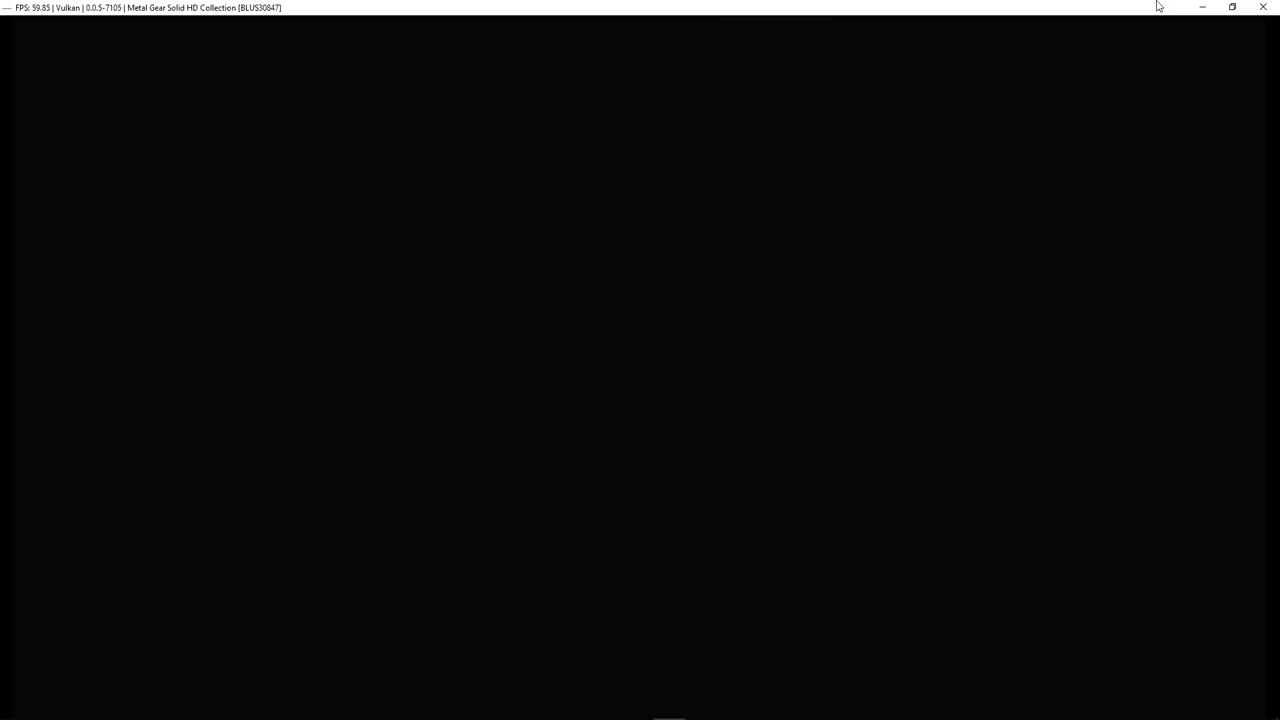 FPS: 59.85 | Vulkan | 0.0.5-7105 | Metal Gear Solid HD Collection [BLUS30847]